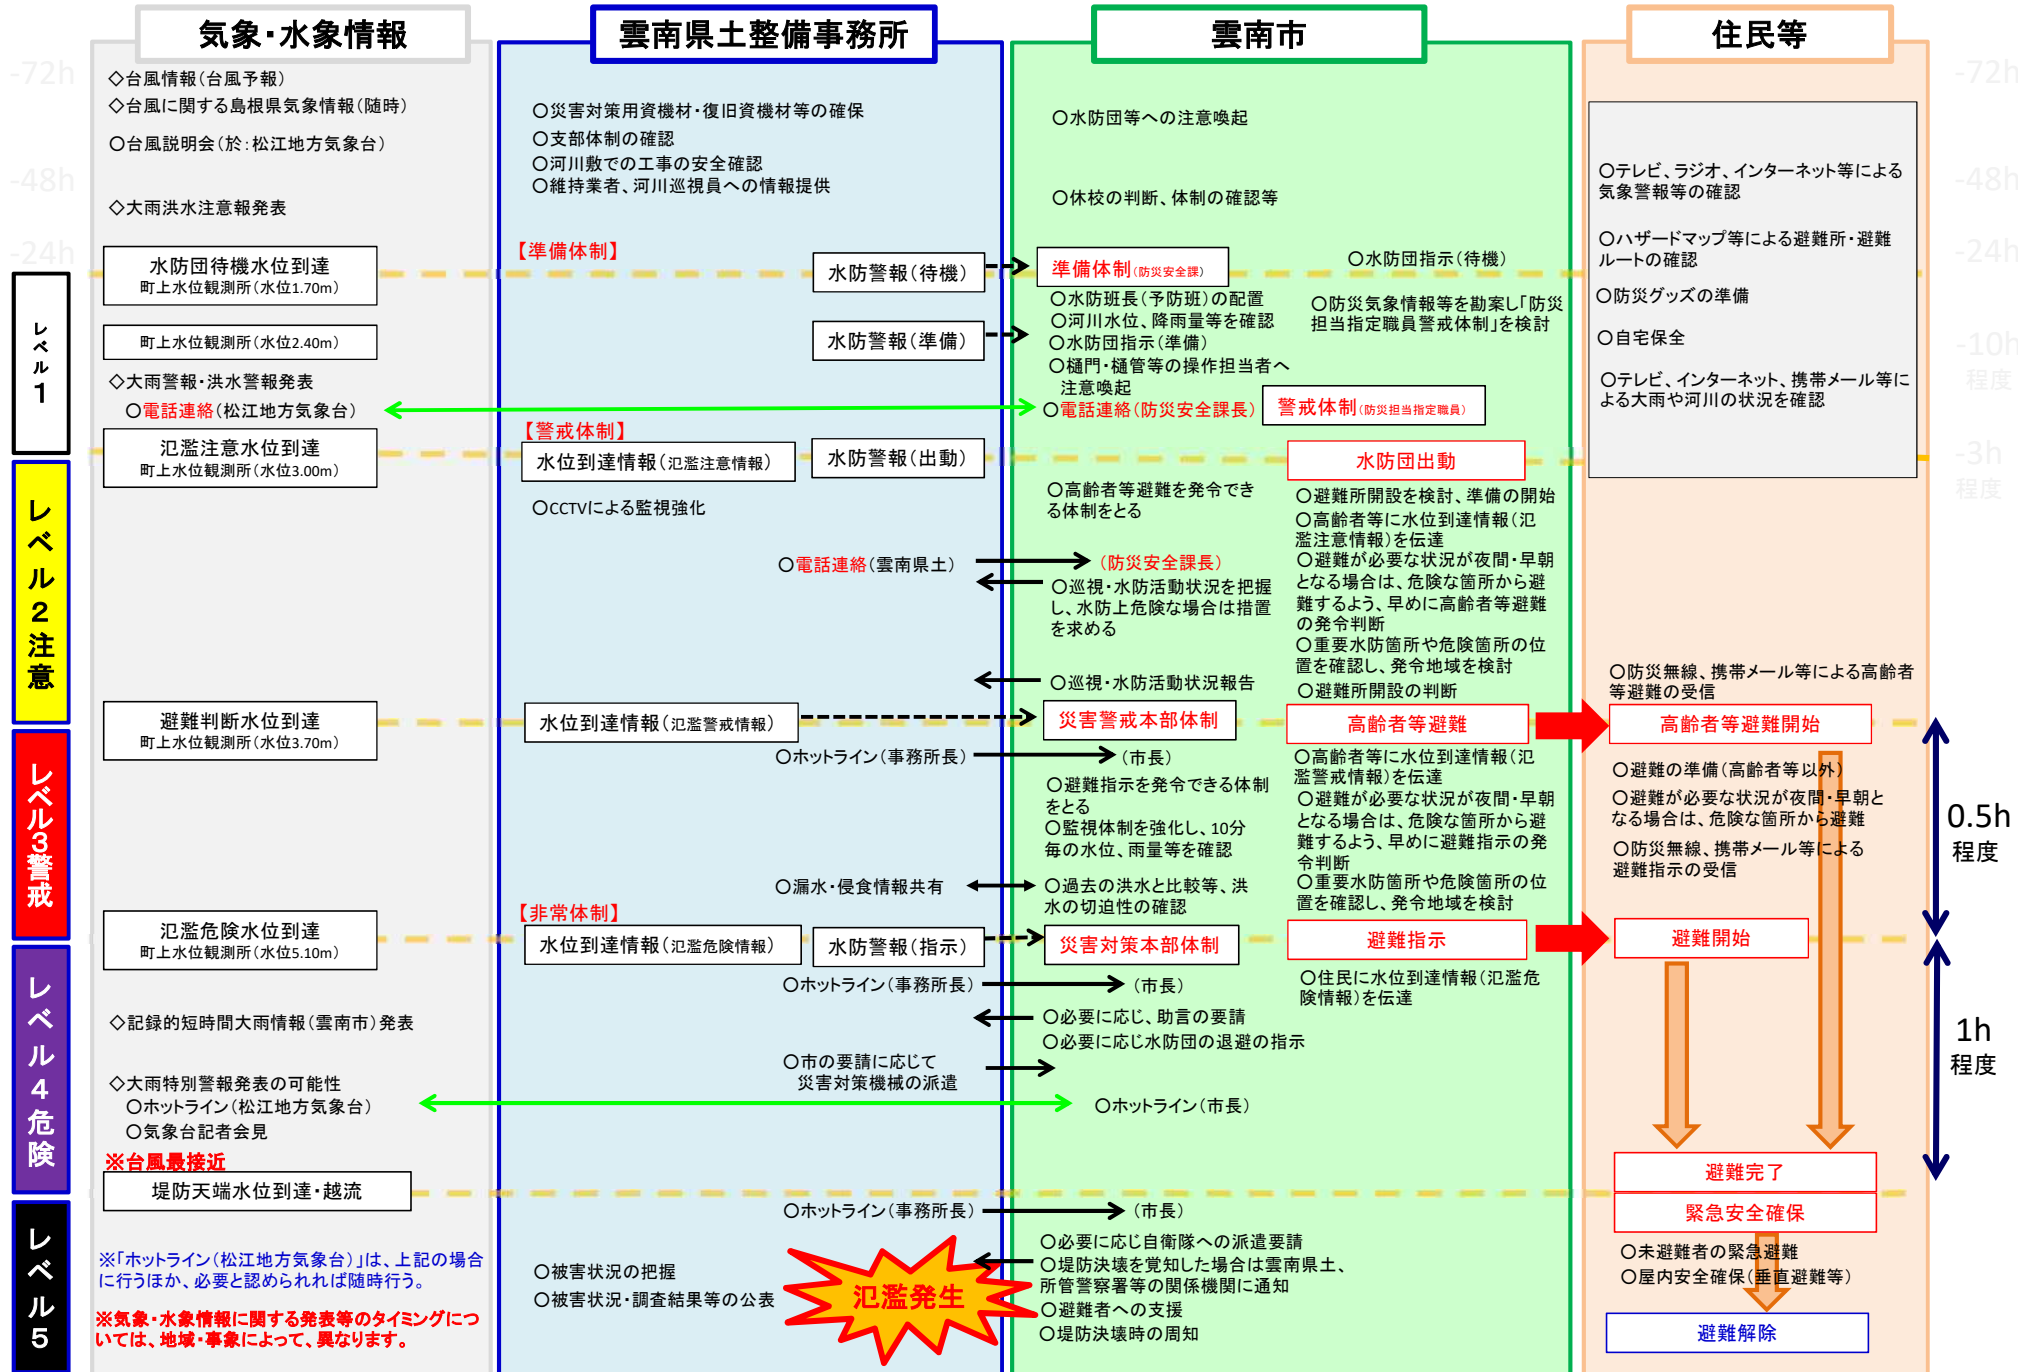 気象・水象情報
雲南県土整備事務所
雲南市
住民等
-72h
-48h
-24h
-72h
-48h
-24h
-10h
程度
-3h
程度
レベル1
レベル2注意
レベル3警戒
レベル4危険
レベル5
◇台風情報(台風予報)
◇台風に関する島根県気象情報(随時)
○台風説明会(於:松江地方気象台)
◇大雨洪水注意報発表
水防団待機水位到達
町上水位観測所(水位1.70m)
町上水位観測所(水位2.40m)
◇大雨警報・洪水警報発表
○電話連絡(松江地方気象台)
氾濫注意水位到達
町上水位観測所(水位3.00m)
避難判断水位到達
町上水位観測所(水位3.70m)
氾濫危険水位到達
町上水位観測所(水位5.10m)
◇記録的短時間大雨情報(雲南市)発表
◇大雨特別警報発表の可能性
○ホットライン(松江地方気象台)
○気象台記者会見
※台風最接近
堤防天端水位到達・越流
※「ホットライン(松江地方気象台)」は、上記の場合
に行うほか、必要と認められれば随時行う。
※気象・水象情報に関する発表等のタイミングにつ
いては、地域・事象によって、異なります。
○災害対策用資機材・復旧資機材等の確保
○支部体制の確認
○河川敷での工事の安全確認
○維持業者、河川巡視員への情報提供
【準備体制】
水防警報(待機)
水防警報(準備)
【警戒体制】
水位到達情報(氾濫注意情報)
水防警報(出動)
○CCTVによる監視強化
○電話連絡(雲南県土)
水位到達情報(氾濫警戒情報)
○ホットライン(事務所長)
○漏水・侵食情報共有
【非常体制】
水位到達情報(氾濫危険情報)
水防警報(指示)
○ホットライン(事務所長)
○市の要請に応じて
災害対策機械の派遣
○ホットライン(事務所長)
○被害状況の把握
○被害状況・調査結果等の公表
氾濫発生
○水防団等への注意喚起
○休校の判断、体制の確認等
準備体制(防災安全課)
○水防団指示(待機)
○水防班長(予防班)の配置
○河川水位、降雨量等を確認
○水防団指示(準備)
○樋門・樋管等の操作担当者へ
注意喚起
○電話連絡(防災安全課長)
○防災気象情報等を勘案し「防災
担当指定職員警戒体制」を検討
警戒体制(防災担当指定職員)
水防団出動
○高齢者等避難を発令でき
る体制をとる
(防災安全課長)
○巡視・水防活動状況を把握
し、水防上危険な場合は措置
を求める
○巡視・水防活動状況報告
○避難所開設を検討、準備の開始
○高齢者等に水位到達情報(氾
濫注意情報)を伝達
○避難が必要な状況が夜間・早朝
となる場合は、危険な箇所から避
難するよう、早めに高齢者等避難
の発令判断
○重要水防箇所や危険箇所の位
置を確認し、発令地域を検討
○避難所開設の判断
災害警戒本部体制
高齢者等避難
(市長)
○避難指示を発令できる体制
をとる
○監視体制を強化し、10分
毎の水位、雨量等を確認
○過去の洪水と比較等、洪
水の切迫性の確認
○高齢者等に水位到達情報(氾
濫警戒情報)を伝達
○避難が必要な状況が夜間・早朝
となる場合は、危険な箇所から避
難するよう、早めに避難指示の発
令判断
○重要水防箇所や危険箇所の位
置を確認し、発令地域を検討
災害対策本部体制
避難指示
(市長)
○住民に水位到達情報(氾濫危
険情報)を伝達
○必要に応じ、助言の要請
○必要に応じ水防団の退避の指示
○ホットライン(市長)
(市長)
○必要に応じ自衛隊への派遣要請
○堤防決壊を覚知した場合は雲南県土、
所管警察署等の関係機関に通知
○避難者への支援
○堤防決壊時の周知
○テレビ、ラジオ、インターネット等による
気象警報等の確認
○ハザードマップ等による避難所・避難
ルートの確認
○防災グッズの準備
○自宅保全
○テレビ、インターネット、携帯メール等に
よる大雨や河川の状況を確認
○防災無線、携帯メール等による高齢者
等避難の受信
高齢者等避難開始
○避難の準備(高齢者等以外)
○避難が必要な状況が夜間・早朝と
なる場合は、危険な箇所から避難
○防災無線、携帯メール等による
避難指示の受信
避難開始
避難完了
緊急安全確保
○未避難者の緊急避難
○屋内安全確保(垂直避難等)
避難解除
0.5h
程度
1h
程度